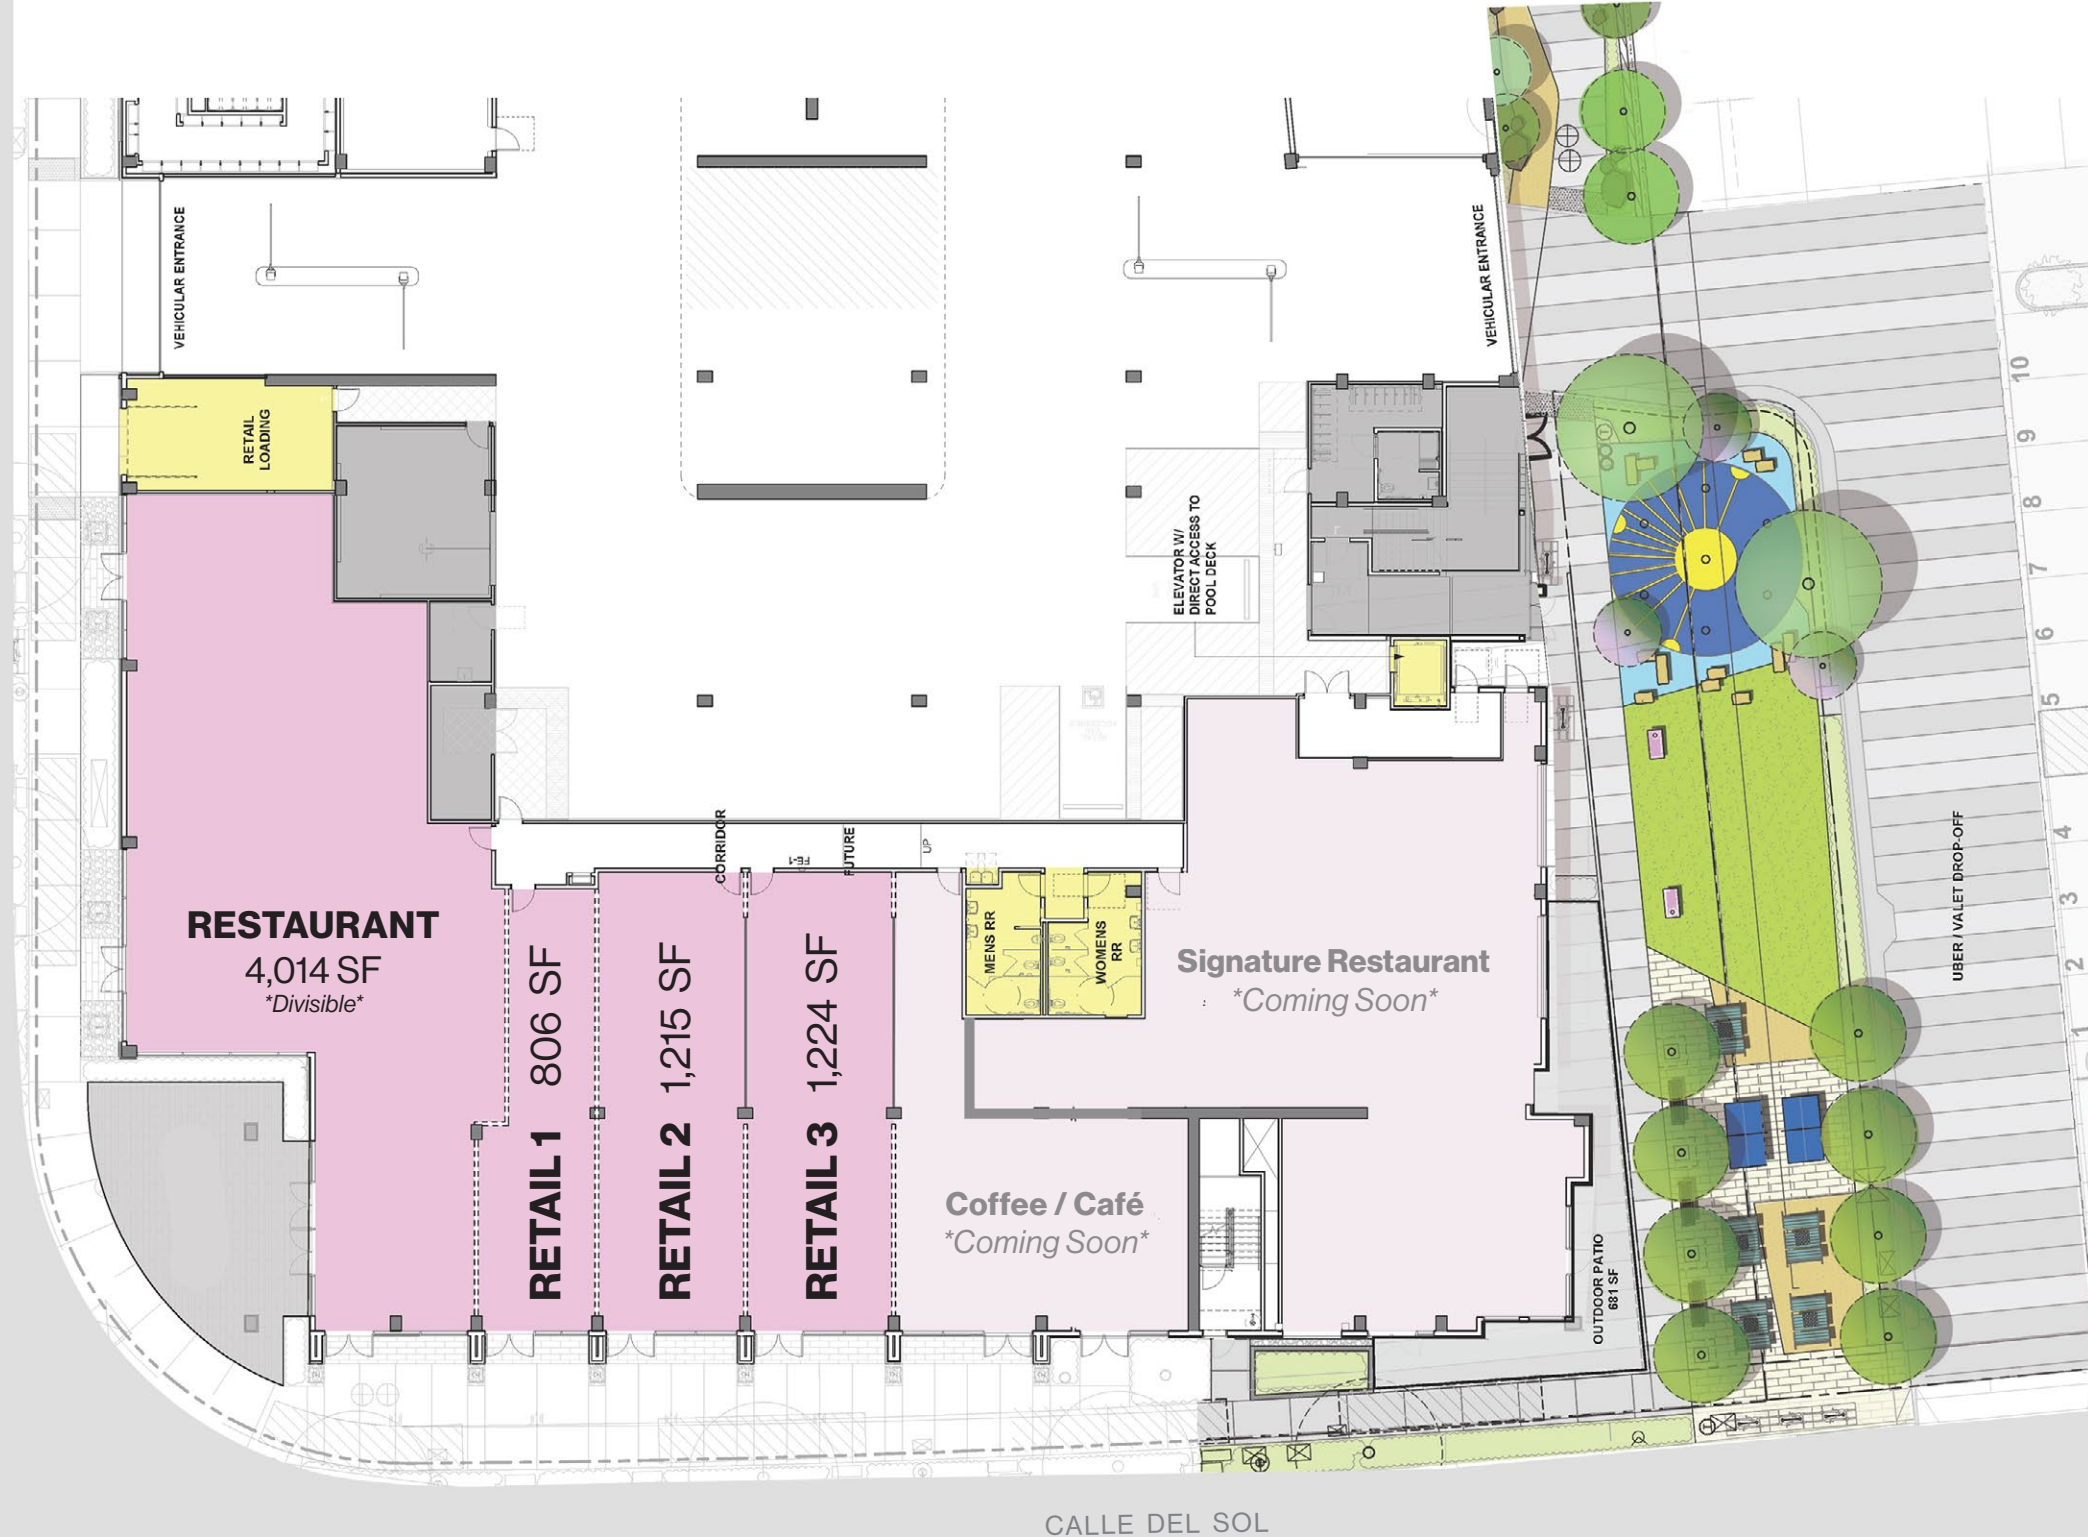 VEHICULAR ENTRANCE
VEHICULAR ENTRANCE
RETAIL
LOADING
ELEVATOR W/
DIRECT ACCESS TO
POOL DECK
10
9
8
7
6
5
4
3
2
1
CORRIDOR
FUTURE
UP
RESTAURANT
4,014 SF
*Divisible*
RETAIL 1 806 SF
RETAIL 2 1,215 SF
RETAIL 3 1,224 SF
MENS RR
WOMENS
RR
Signature Restaurant
*Coming Soon*
Coffee / Café
*Coming Soon*
OUTDOOR PATIO
681 SF
UBER / VALET DROP-OFF
CALLE DEL SOL